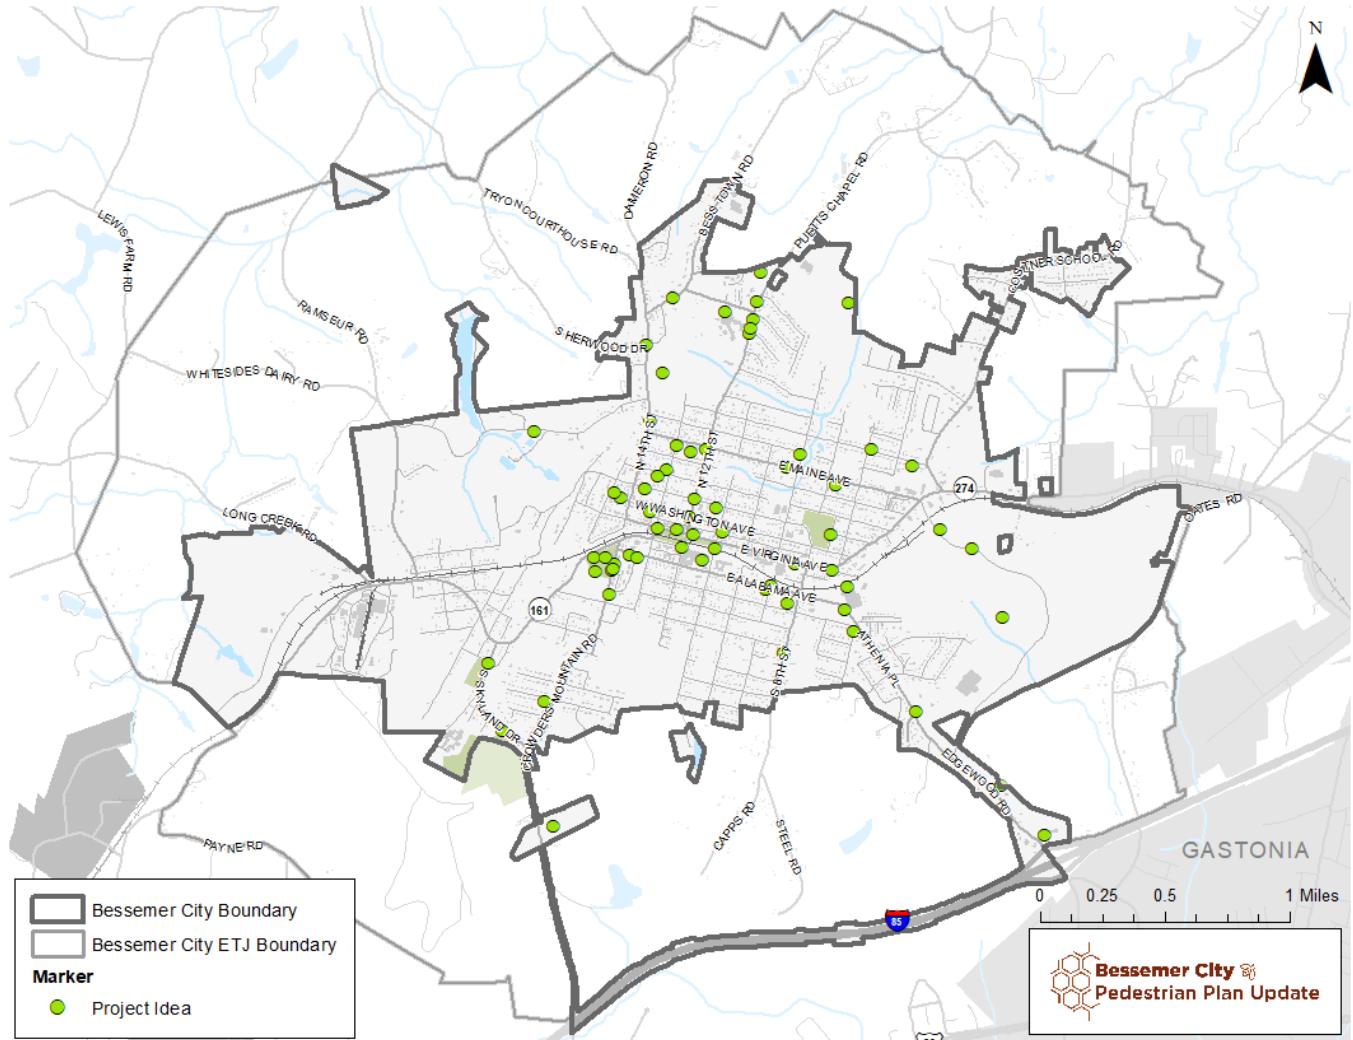 N
DAMERON RD
BESS TOWN RD
PUETTS CHAPEL RD
TRYON COURTHOUSE RD
LEWIS FARM RD
COSTNER SCHOOL RD
RAMSEUR RD
SHERWOOD DR
WHITESIDES DAIRY RD
N 14TH ST
N 12TH ST
E MAINE AVE
274
OATES RD
LONG CREEK RD
W WASHINGTON AVE
E VIRGINIA AVE
E ALABAMA AVE
161
ATHENIA PL
S 8TH ST
CROWDERS MOUNTAIN RD
S SKYLAND DR
EDGEWOOD RD
CAPPS RD
STEEL RD
PAYNE RD
GASTONIA
85
0 0.25 0.5 1 Miles
Bessemer City Boundary
Bessemer City ETJ Boundary
Marker
Project Idea
Bessemer City
Pedestrian Plan Update